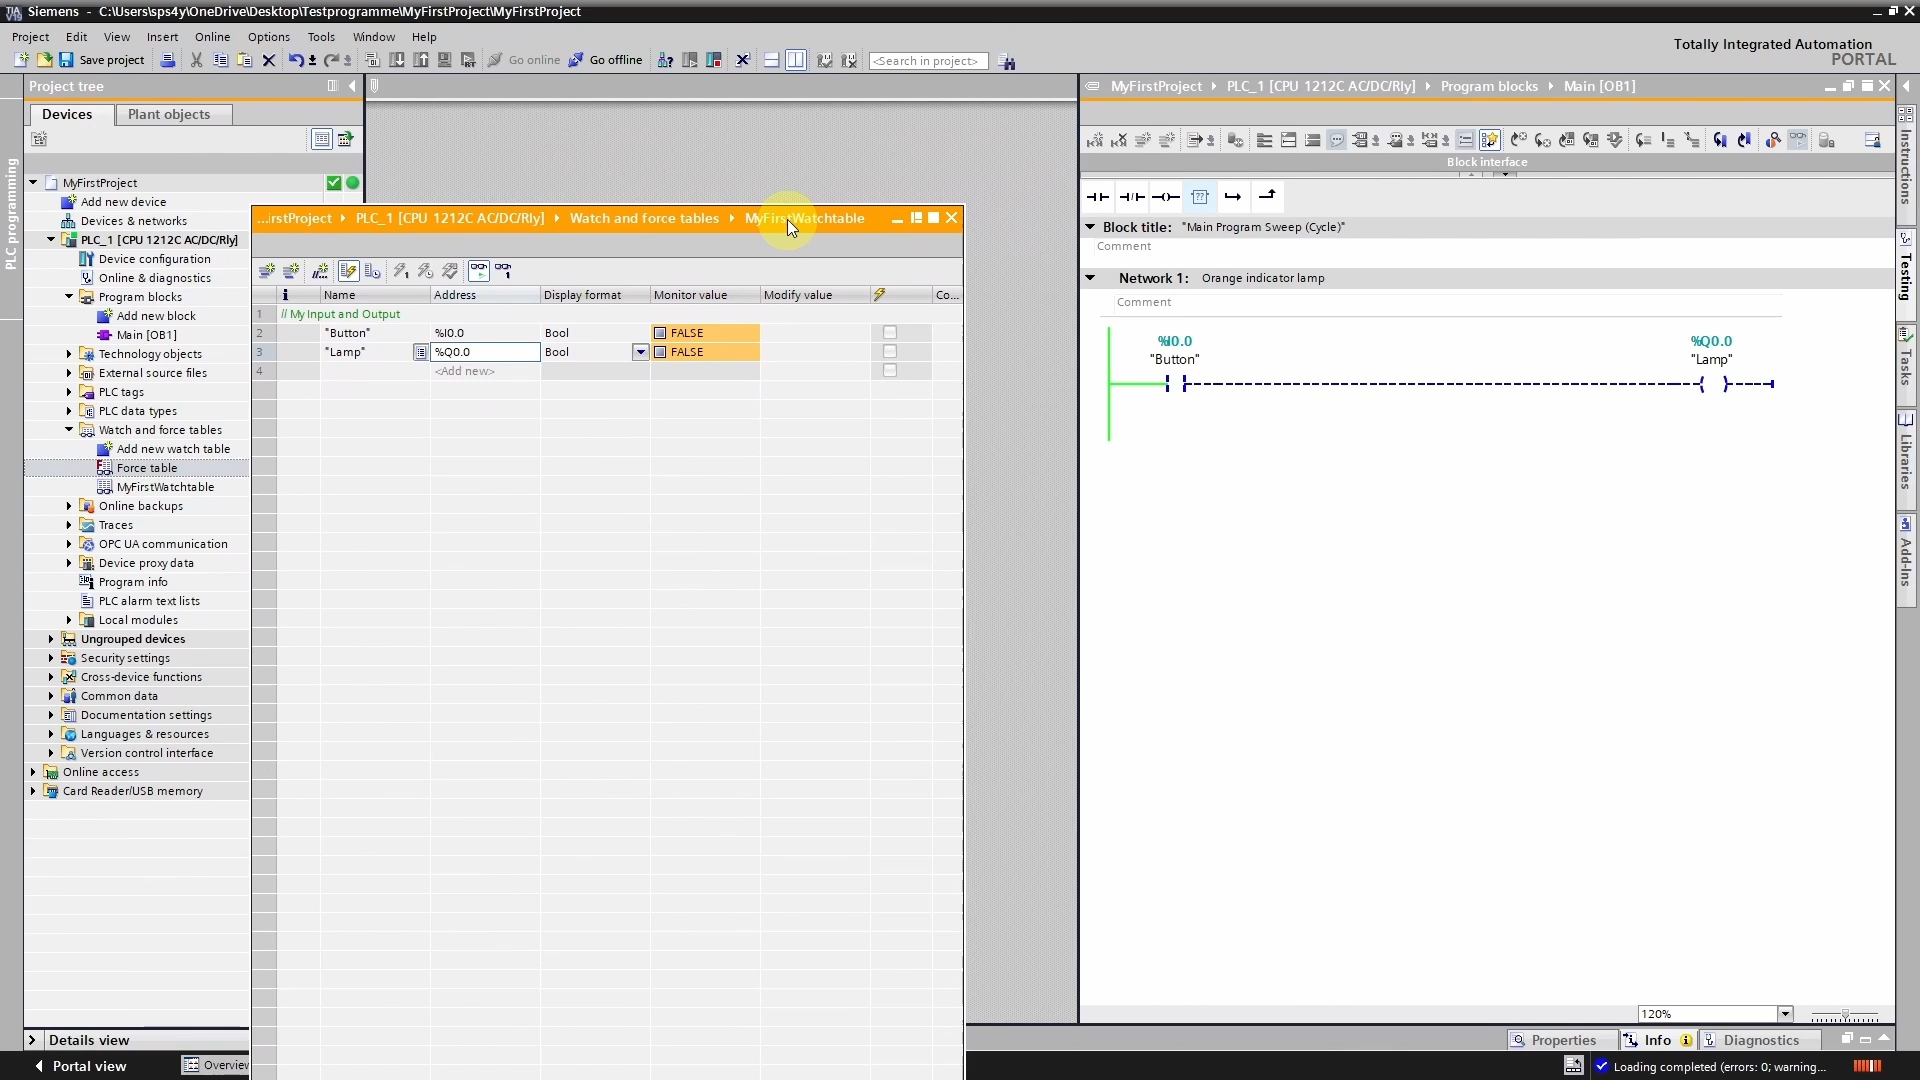 Siemens - C:\Users\sps4y\OneDrive\Desktop\Testprogramme\MyFirstProject\MyFirstProject
Project Edit View Insert Online Options Tools Window Help
Totally Integrated Automation
PORTAL
Save project
Go online
Go offline
<Search in project>
Project tree
Devices
Plant objects
PLC programming
MyFirstProject
Add new device
Devices & networks
PLC_1 [CPU 1212C AC/DC/Rly]
Device configuration
Online & diagnostics
Program blocks
Add new block
Main [OB1]
Technology objects
External source files
PLC tags
PLC data types
Watch and force tables
Add new watch table
Force table
MyFirstWatchtable
Online backups
Traces
OPC UA communication
Device proxy data
Program info
PLC alarm text lists
Local modules
Ungrouped devices
Security settings
Cross-device functions
Common data
Documentation settings
Languages & resources
Version control interface
Online access
Card Reader/USB memory
Details view
Portal view
Overview
...irstProject PLC_1 [CPU 1212C AC/DC/Rly] Watch and force tables MyFirstWatchtable
i Name Address Display format Monitor value Modify value Co...
1 // My Input and Output
2 "Button" %I0.0 Bool FALSE
3 "Lamp" %Q0.0 Bool FALSE
4 <Add new>
MyFirstProject PLC_1 [CPU 1212C AC/DC/Rly] Program blocks Main [OB1]
Block interface
??
Block title: "Main Program Sweep (Cycle)"
Comment
Network 1: Orange indicator lamp
Comment
%I0.0
"Button"
%Q0.0
"Lamp"
120%
Properties
Info
Diagnostics
Loading completed (errors: 0; warning...
Instructions
Testing
Tasks
Libraries
Add-Ins